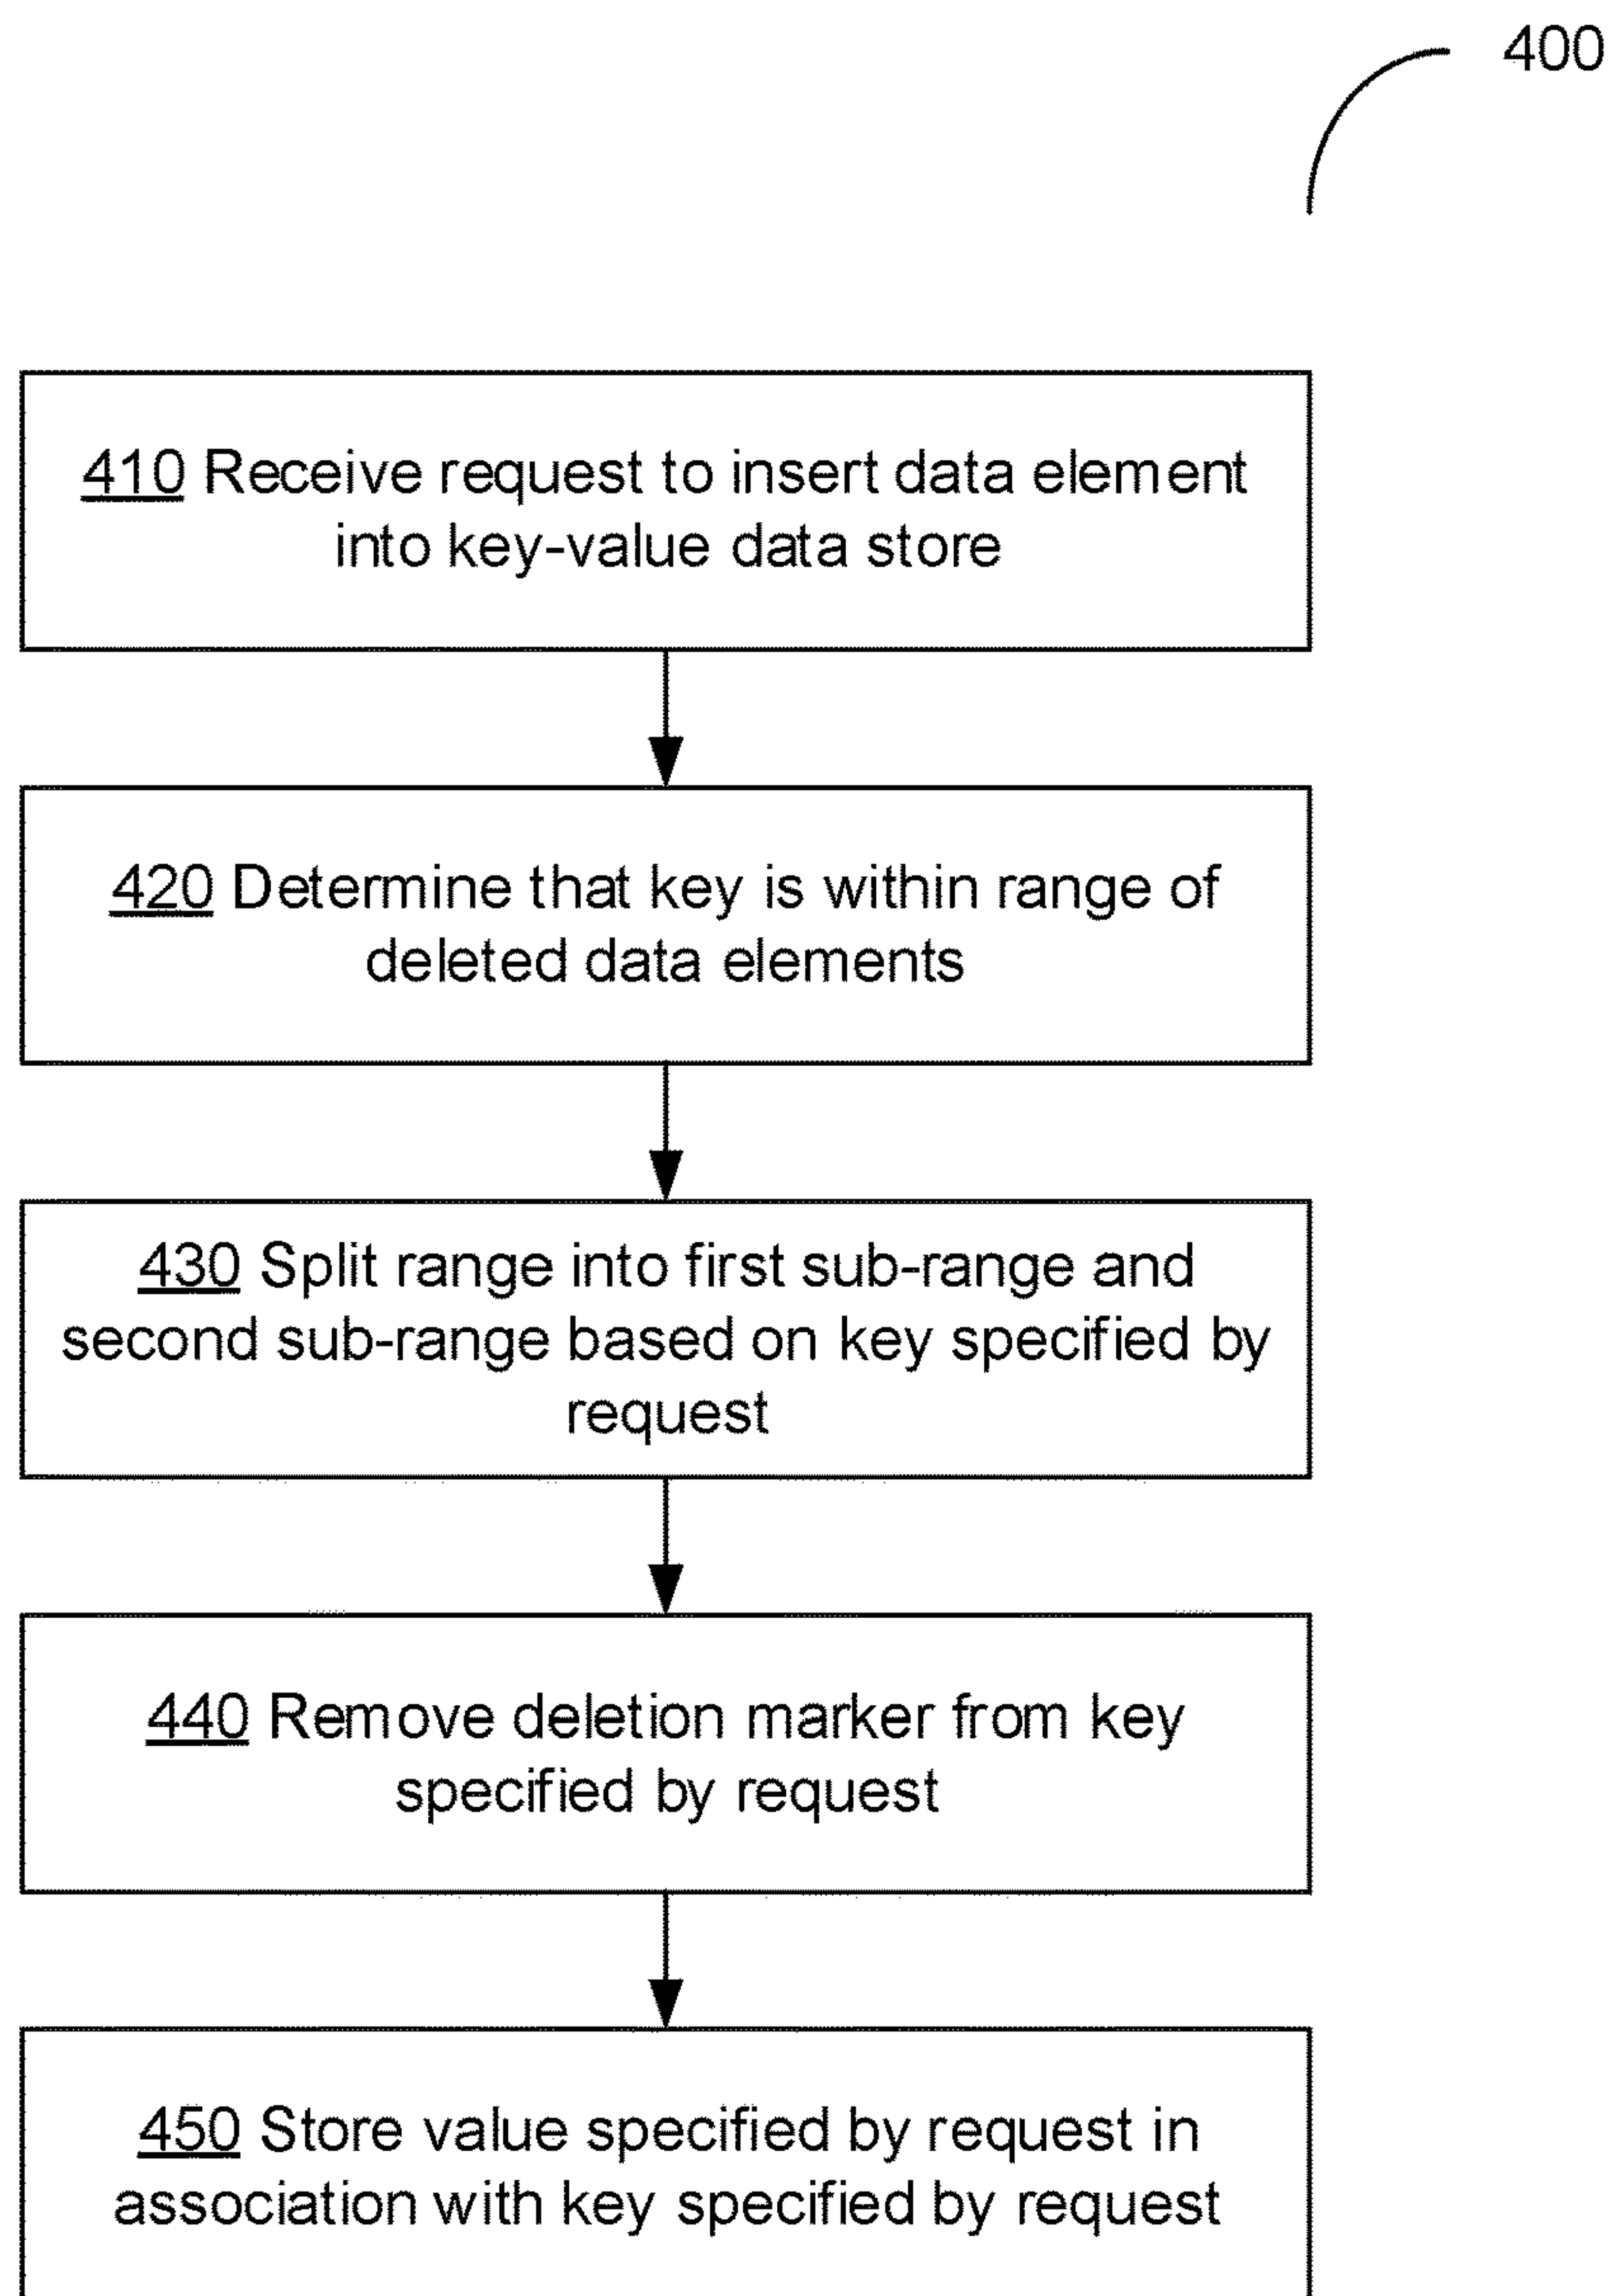 400
410 Receive request to insert data element
into key-value data store
420 Determine that key is within range of
deleted data elements
430 Split range into first sub-range and
second sub-range based on key specified by
request
440 Remove deletion marker from key
specified by request
450 Store value specified by request in
association with key specified by request